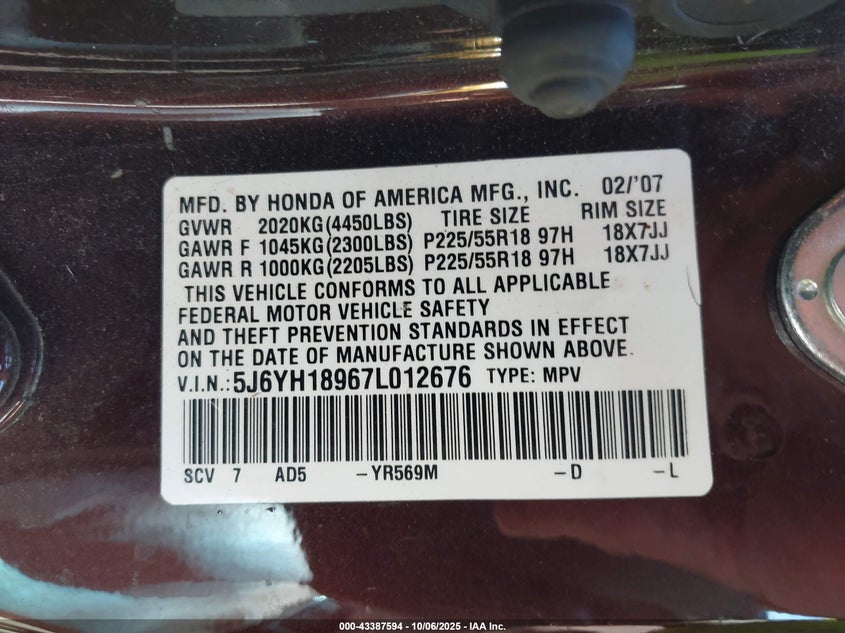 MFD. BY HONDA OF AMERICA MFG., INC. 02/'07
GVWR 2020KG(4450LBS) TIRE SIZE RIM SIZE
GAWR F 1045KG(2300LBS) P225/55R18 97H 18X7JJ
GAWR R 1000KG(2205LBS) P225/55R18 97H 18X7JJ
THIS VEHICLE CONFORMS TO ALL APPLICABLE
FEDERAL MOTOR VEHICLE SAFETY
AND THEFT PREVENTION STANDARDS IN EFFECT
ON THE DATE OF MANUFACTURE SHOWN ABOVE.
V.I.N.: 5J6YH18967L012676 TYPE: MPV
SCV 7 AD5 -YR569M -D -L
000-43387594 - 10/06/2025 - IAA Inc.